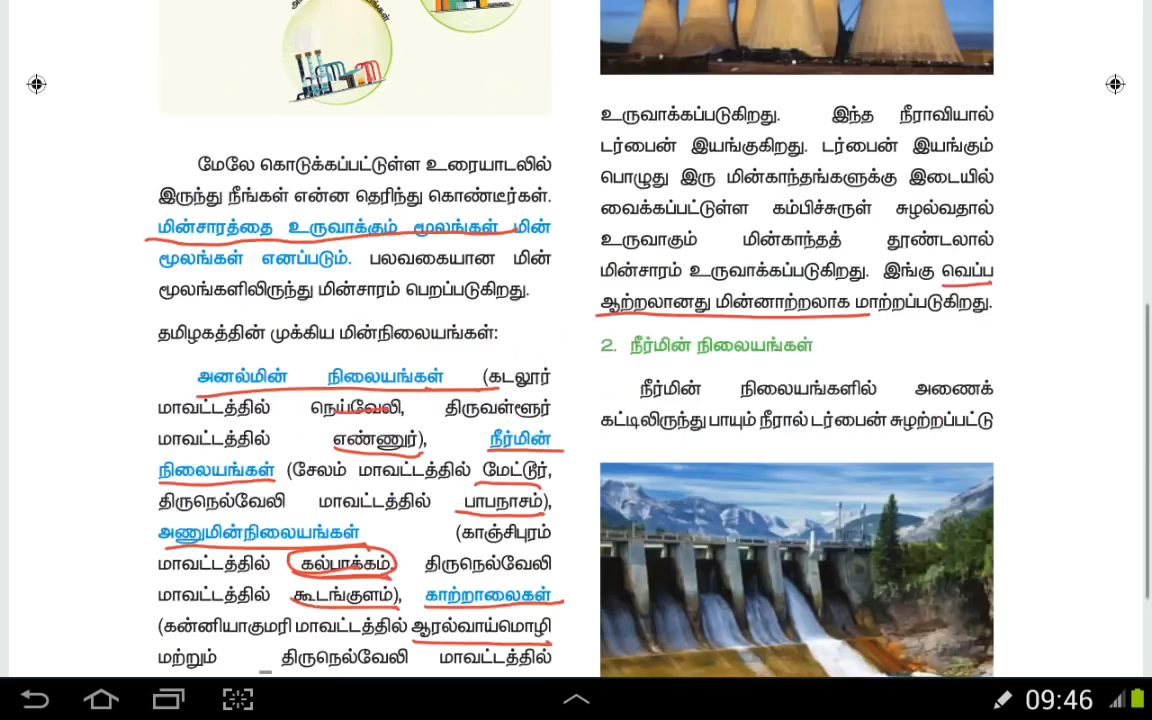 மேலே கொடுக்கப்பட்டுள்ள உரையாடலில்
இருந்து நீங்கள் என்ன தெரிந்து கொண்டீர்கள்.
மின்சாரத்தை உருவாக்கும் மூலங்கள் மின்
மூலங்கள் எனப்படும். பலவகையான மின்
மூலங்களிலிருந்து மின்சாரம் பெறப்படுகிறது.
தமிழகத்தின் முக்கிய மின்நிலையங்கள்:
அனல்மின் நிலையங்கள் (கடலூர்
மாவட்டத்தில் நெய்வேலி, திருவள்ளூர்
மாவட்டத்தில் எண்ணுர்), நீர்மின்
நிலையங்கள் (சேலம் மாவட்டத்தில் மேட்டூர்,
திருநெல்வேலி மாவட்டத்தில் பாபநாசம்),
அணுமின்நிலையங்கள் (காஞ்சிபுரம்
மாவட்டத்தில் கல்பாக்கம், திருநெல்வேலி
மாவட்டத்தில் கூடங்குளம்), காற்றாலைகள்
(கன்னியாகுமரி மாவட்டத்தில் ஆரல்வாய்மொழி
மற்றும் திருநெல்வேலி மாவட்டத்தில்
உருவாக்கப்படுகிறது. இந்த நீராவியால்
டர்பைன் இயங்குகிறது. டர்பைன் இயங்கும்
பொழுது இரு மின்காந்தங்களுக்கு இடையில்
வைக்கப்பட்டுள்ள கம்பிச்சுருள் சுழல்வதால்
உருவாகும் மின்காந்தத் தூண்டலால்
மின்சாரம் உருவாக்கப்படுகிறது. இங்கு வெப்ப
ஆற்றலானது மின்னாற்றலாக மாற்றப்படுகிறது.
2. நீர்மின் நிலையங்கள்
நீர்மின் நிலையங்களில் அணைக்
கட்டிலிருந்து பாயும் நீரால் டர்பைன் சுழற்றப்பட்டு
09:46